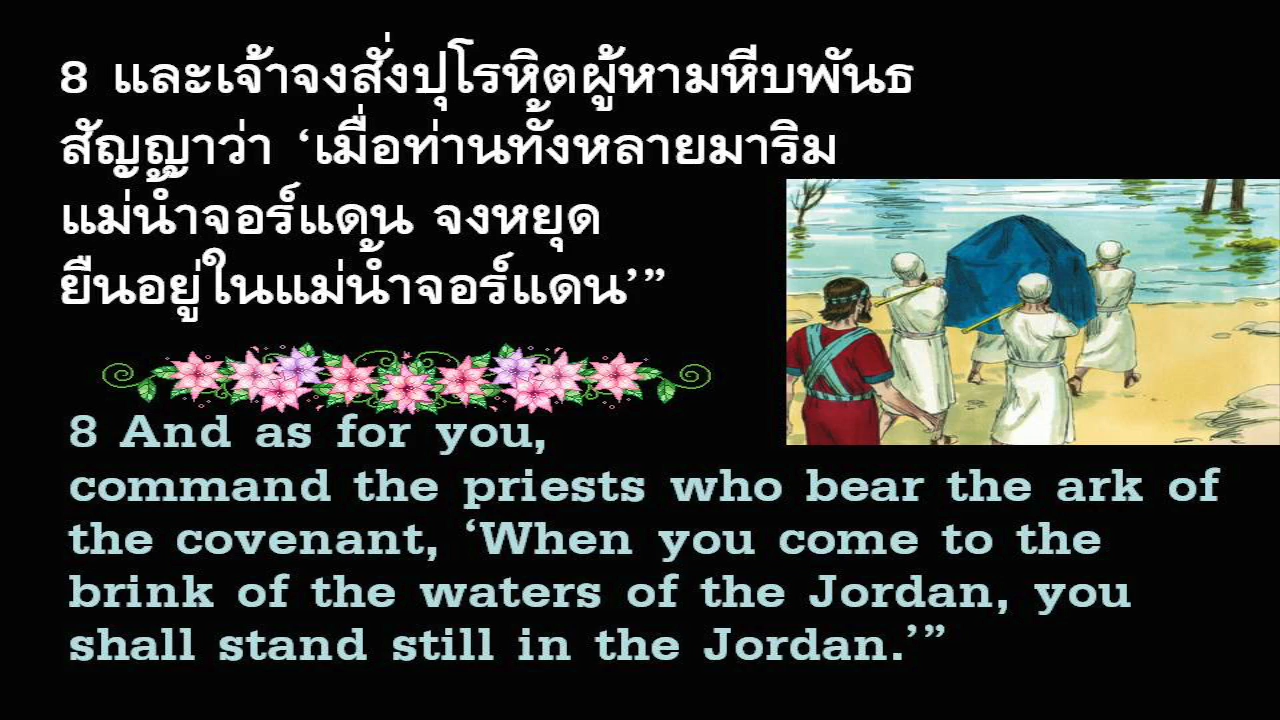 8 และเจ้าจงสั่งปุโรหิตผู้หามหีบพันธ
สัญญาว่า ‘เมื่อท่านทั้งหลายมาริม
แม่น้ำจอร์แดน จงหยุด
ยืนอยู่ในแม่น้ำจอร์แดน’”
8 And as for you,
command the priests who bear the ark of
the covenant, ‘When you come to the
brink of the waters of the Jordan, you
shall stand still in the Jordan.’”